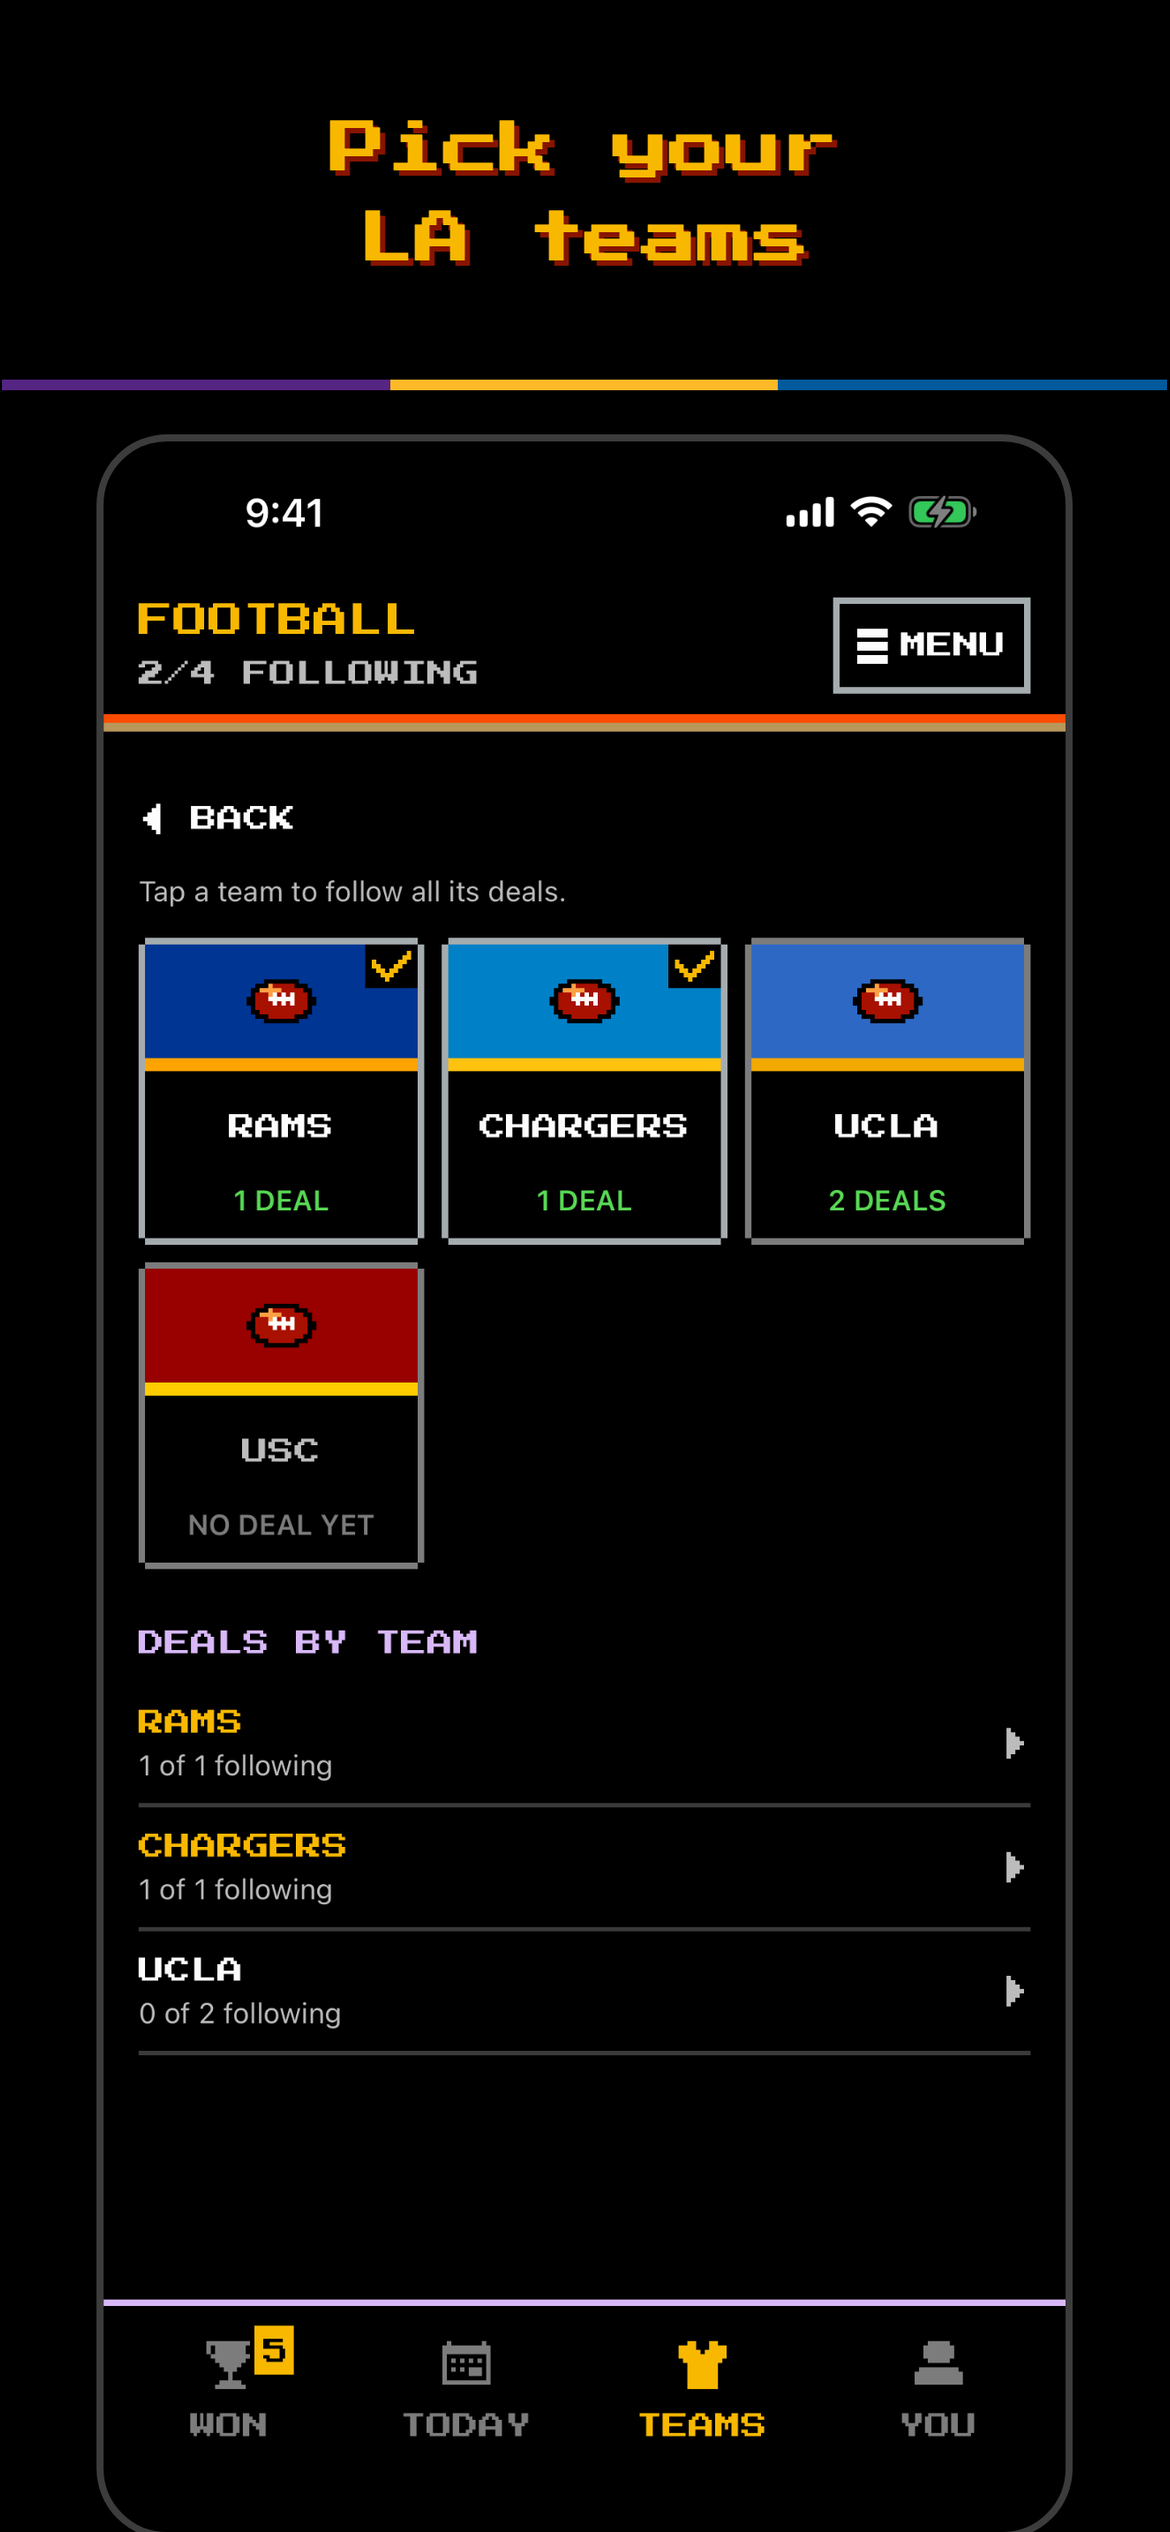 Pick your
LA teams
9:41
FOOTBALL
2/4 FOLLOWING
MENU
BACK
Tap a team to follow all its deals.
RAMS
1 DEAL
CHARGERS
1 DEAL
UCLA
2 DEALS
USC
NO DEAL YET
DEALS BY TEAM
RAMS
1 of 1 following
CHARGERS
1 of 1 following
UCLA
0 of 2 following
5
WON
TODAY
TEAMS
YOU